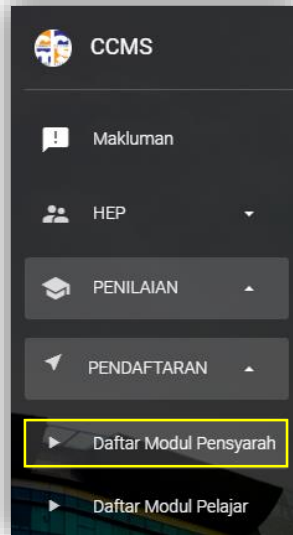 CCMS
Makluman
HEP
PENILAIAN
PENDAFTARAN
Daftar Modul Pensyarah
Daftar Modul Pelajar